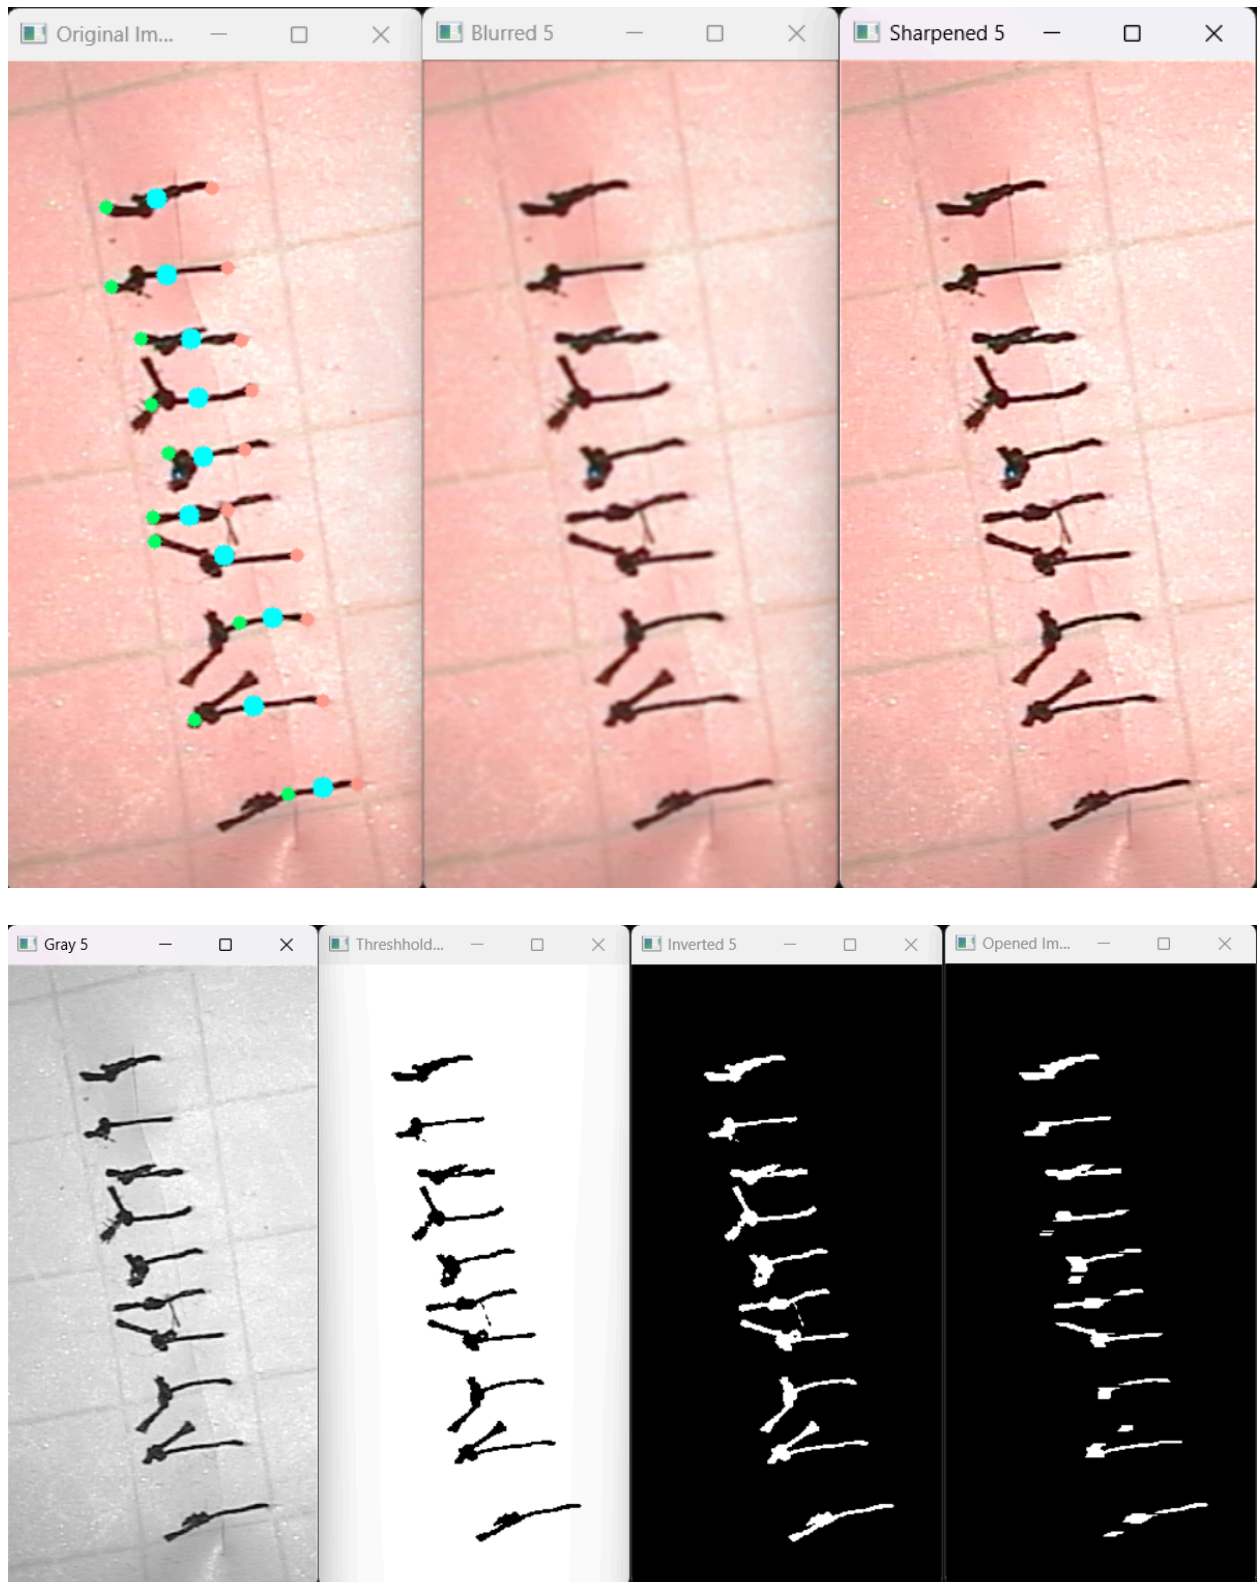 Original Im...
Blurred 5
Sharpened 5
Gray 5
Threshhold...
Inverted 5
Opened Im...